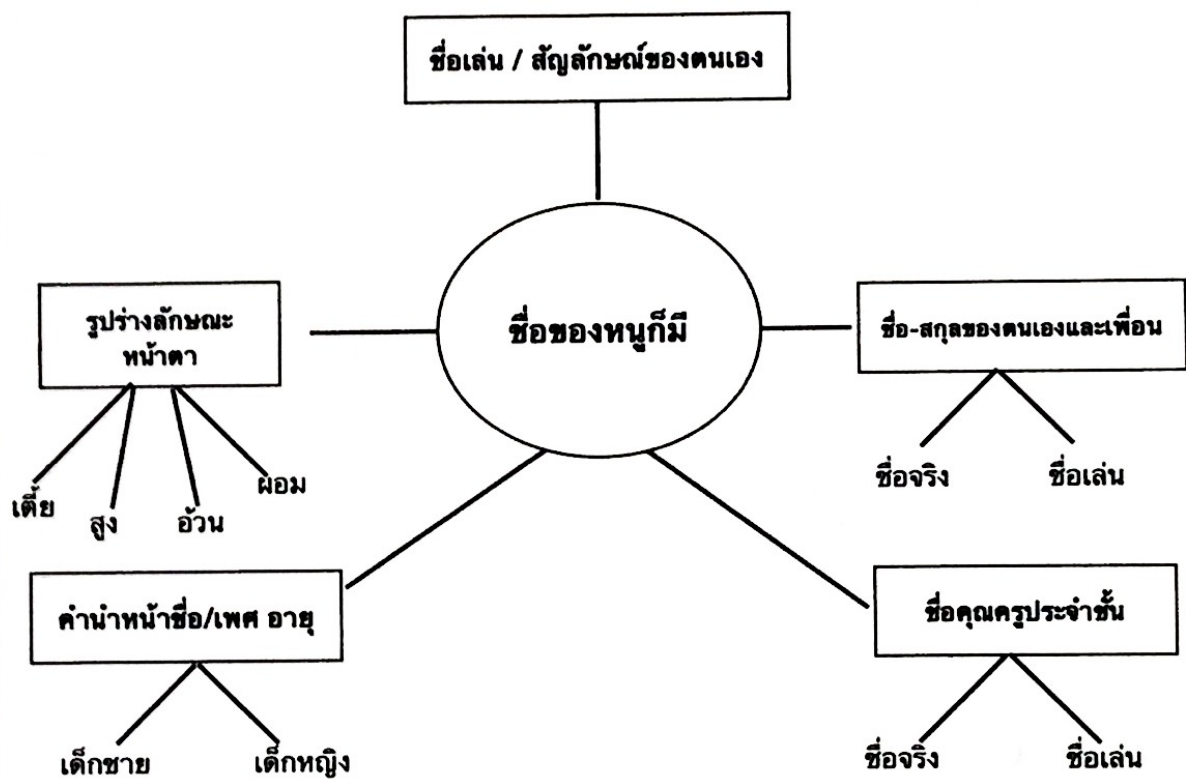 ชื่อเล่น / สัญลักษณ์ของตนเอง
ชื่อของหนูก็มี
รูปร่างลักษณะ
หน้าตา
เตี้ย
สูง
อ้วน
ผ่อม
ชื่อ-สกุลของตนเองและเพื่อน
ชื่อจริง
ชื่อเล่น
คำนำหน้าชื่อ/เพศ อายุ
เด็กชาย
เด็กหญิง
ชื่อคุณครูประจำชั้น
ชื่อจริง
ชื่อเล่น